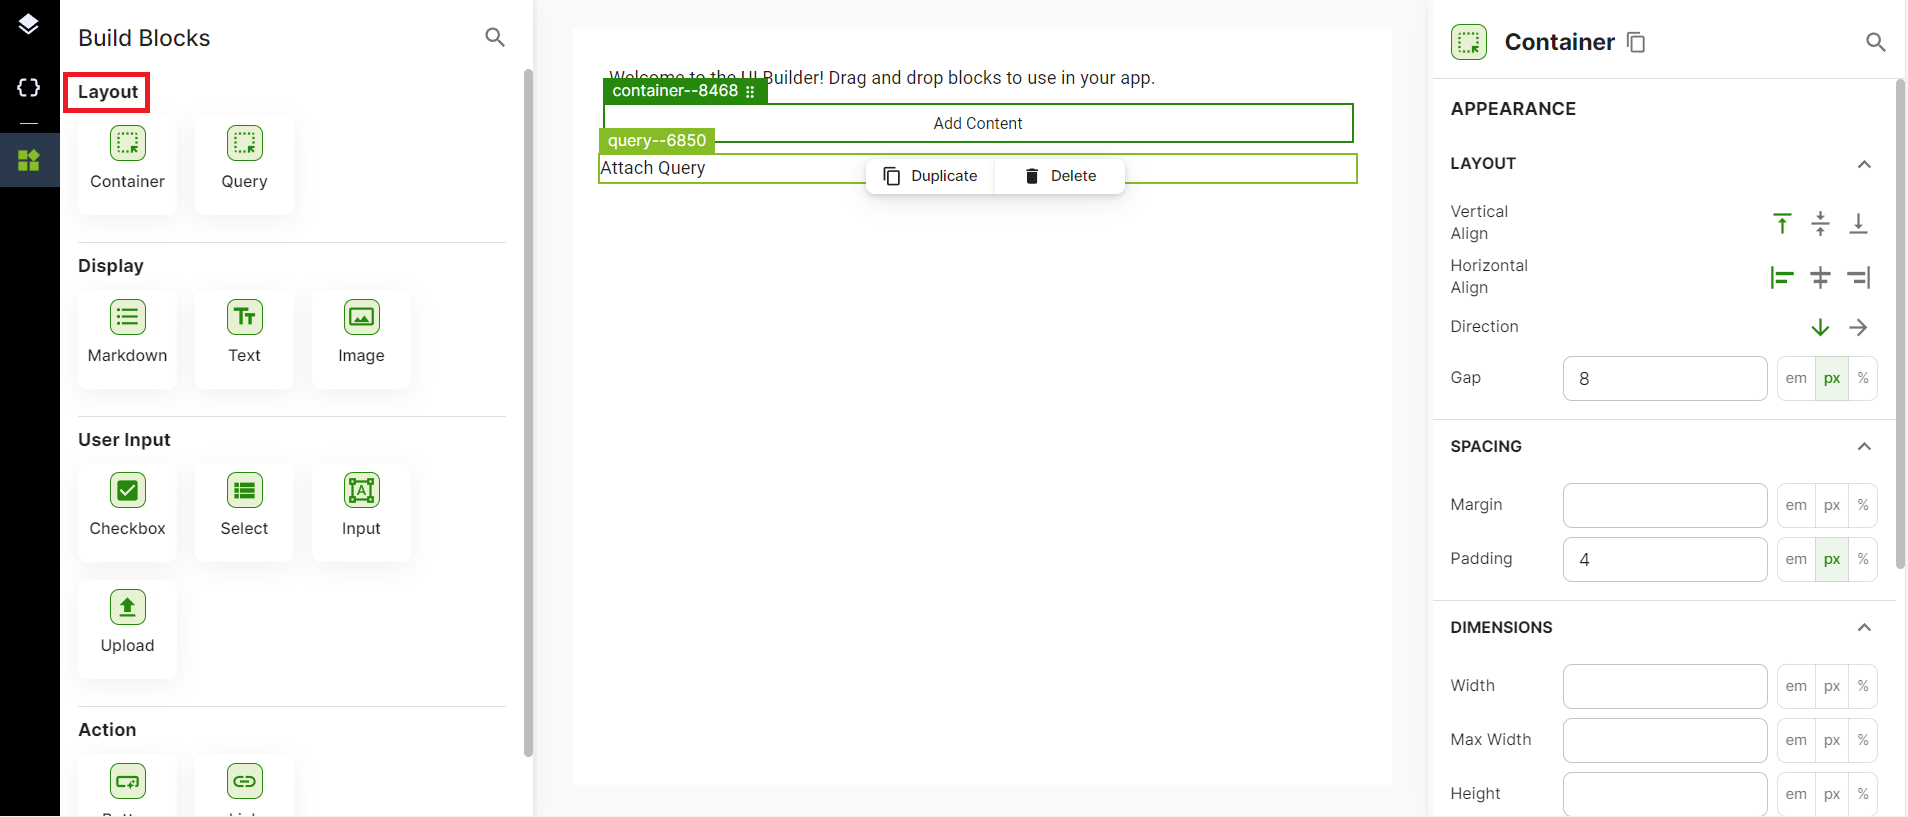 Build Blocks
Layout
Container
Query
Display
Markdown
Text
Image
User Input
Checkbox
Select
Input
Upload
Action
Welcome to the UI Builder! Drag and drop blocks to use in your app.
container--8468
Add Content
query--6850
Attach Query
Duplicate
Delete
Container
APPEARANCE
LAYOUT
Vertical
Align
Horizontal
Align
Direction
Gap 8 em px %
SPACING
Margin em px %
Padding 4 em px %
DIMENSIONS
Width em px %
Max Width em px %
Height em px %